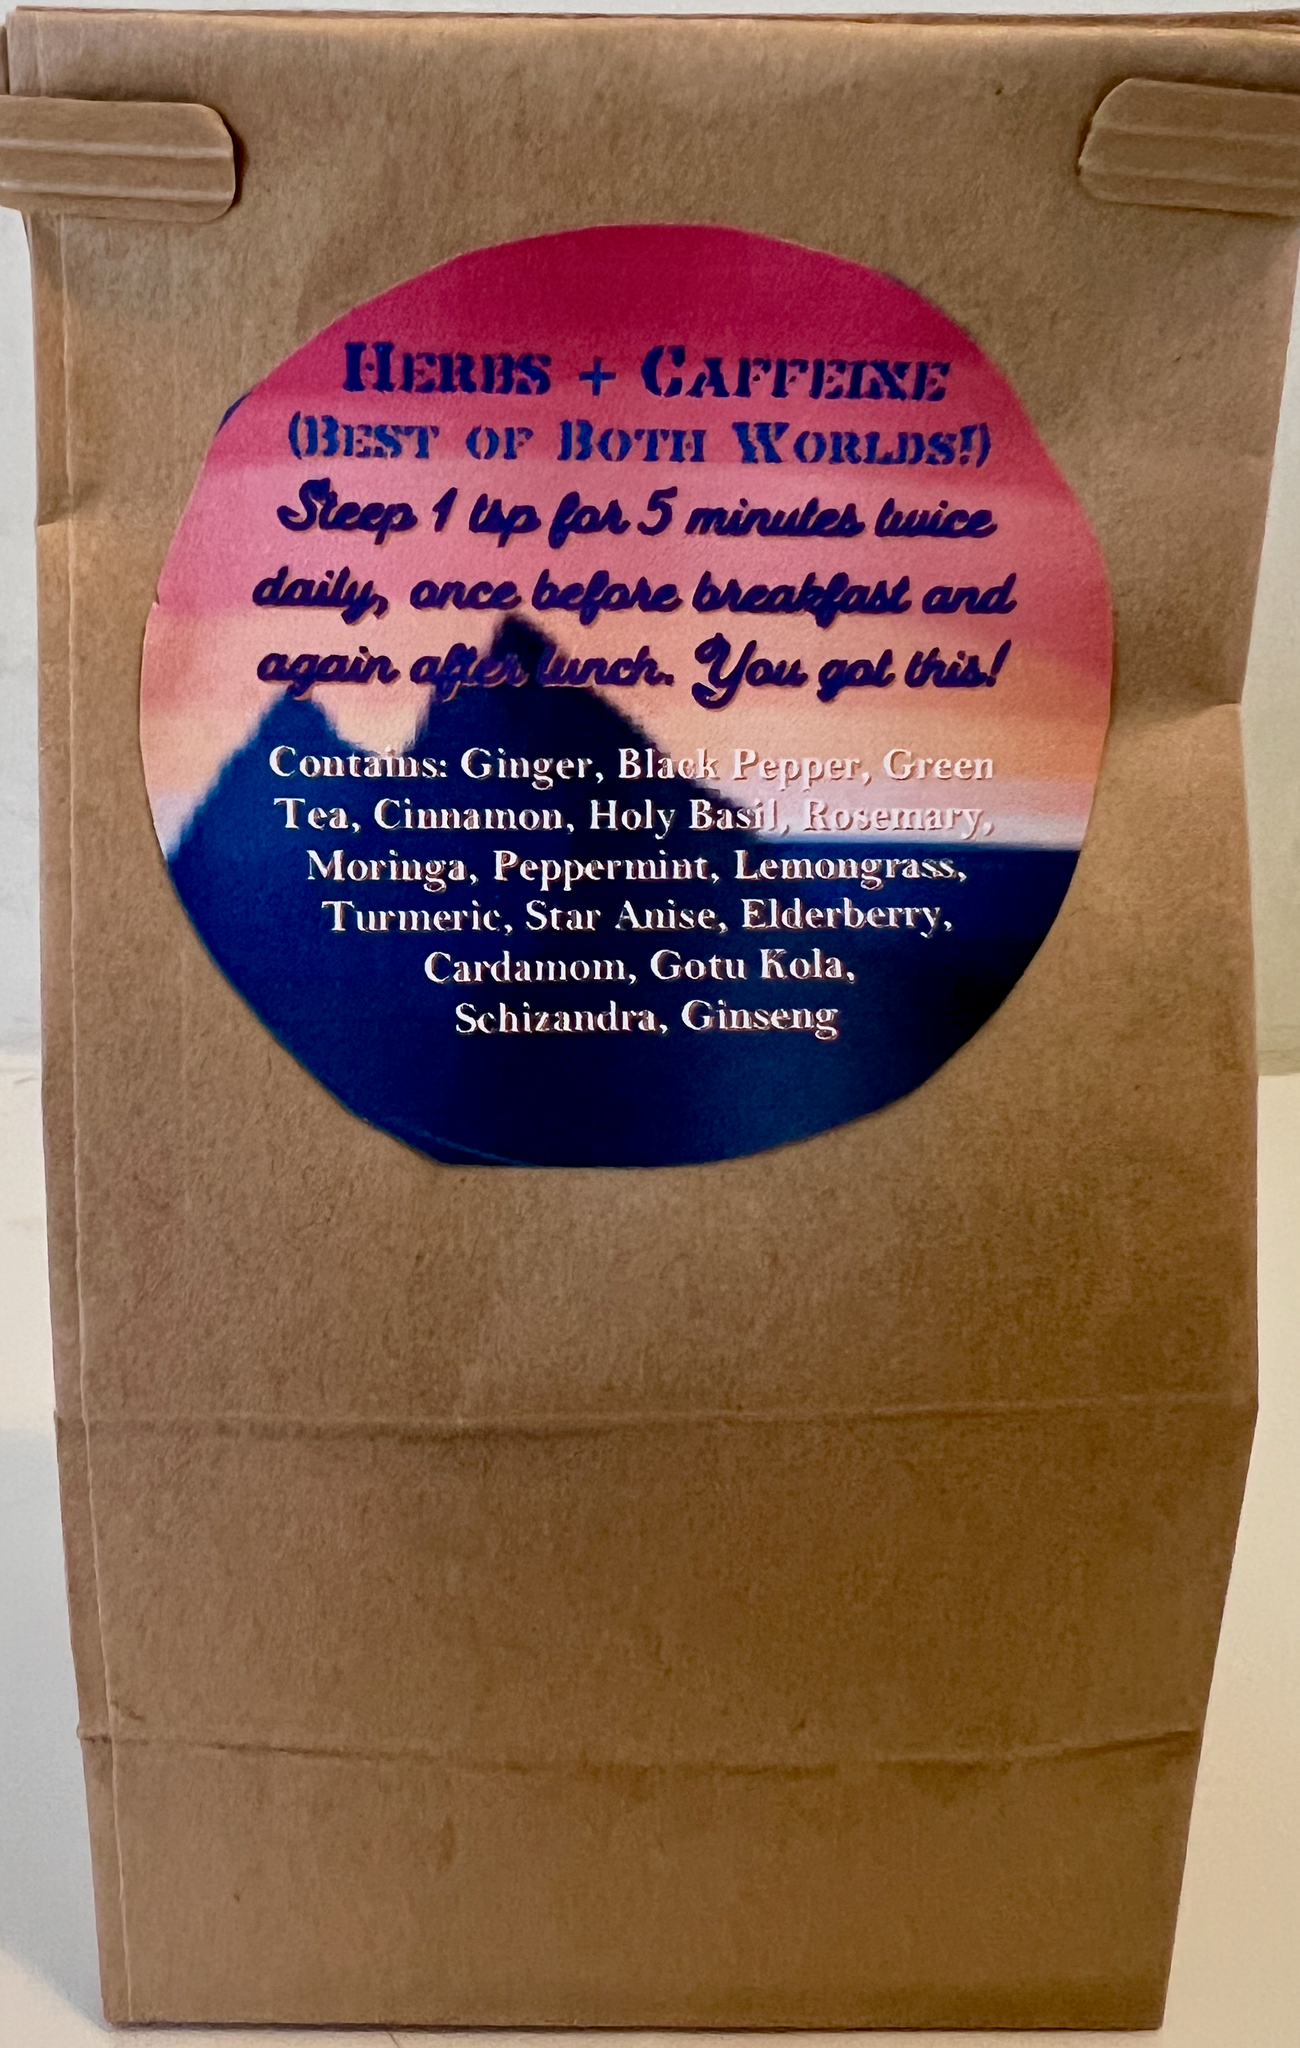 HERBS + CAFFEINE
(BEST OF BOTH WORLDS!)
Steep 1 tsp for 5 minutes twice
daily, once before breakfast and
again after lunch. You got this!
Contains: Ginger, Black Pepper, Green
Tea, Cinnamon, Holy Basil, Rosemary,
Moringa, Peppermint, Lemongrass,
Turmeric, Star Anise, Elderberry,
Cardamom, Gotu Kola,
Schizandra, Ginseng